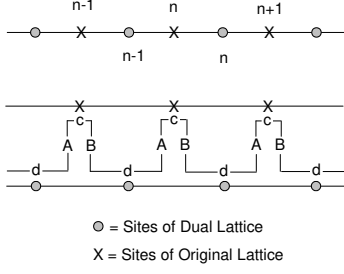 n-1 n n+1
X X X
n-1 n
X X X
c c c
A B A B A B
d d d d
= Sites of Dual Lattice
X = Sites of Original Lattice